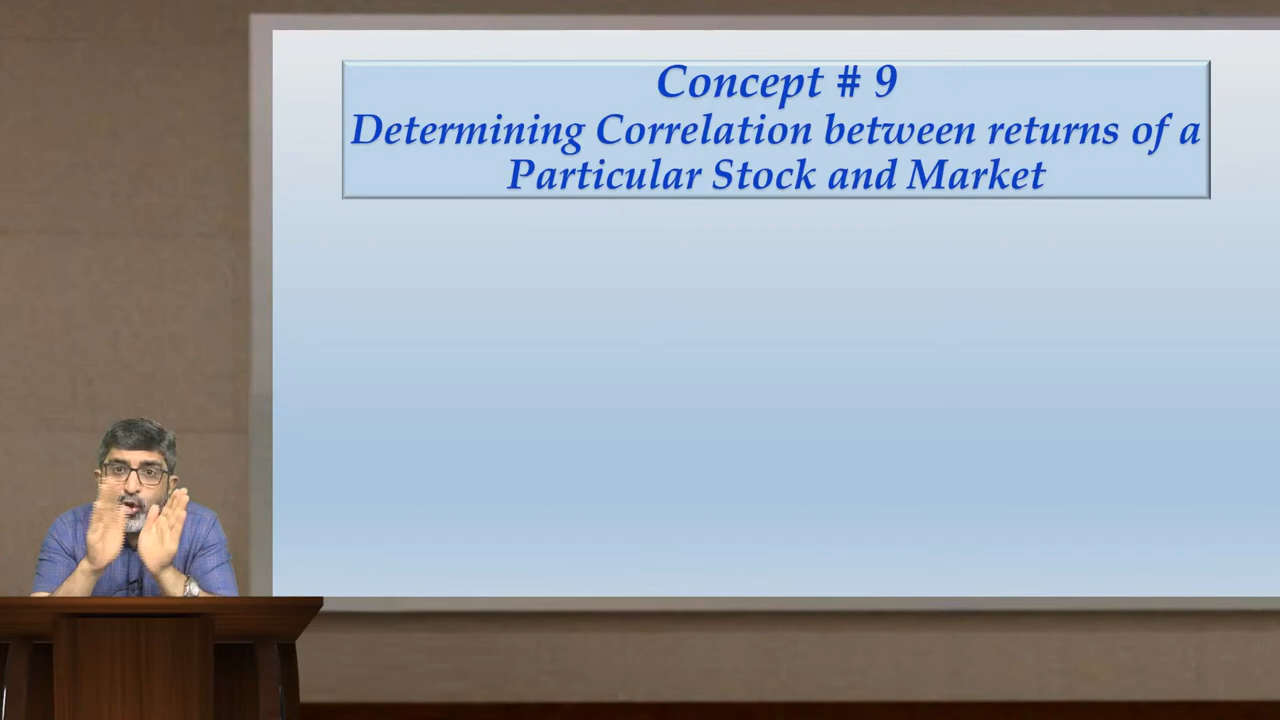 Concept # 9
Determining Correlation between returns of a
Particular Stock and Market